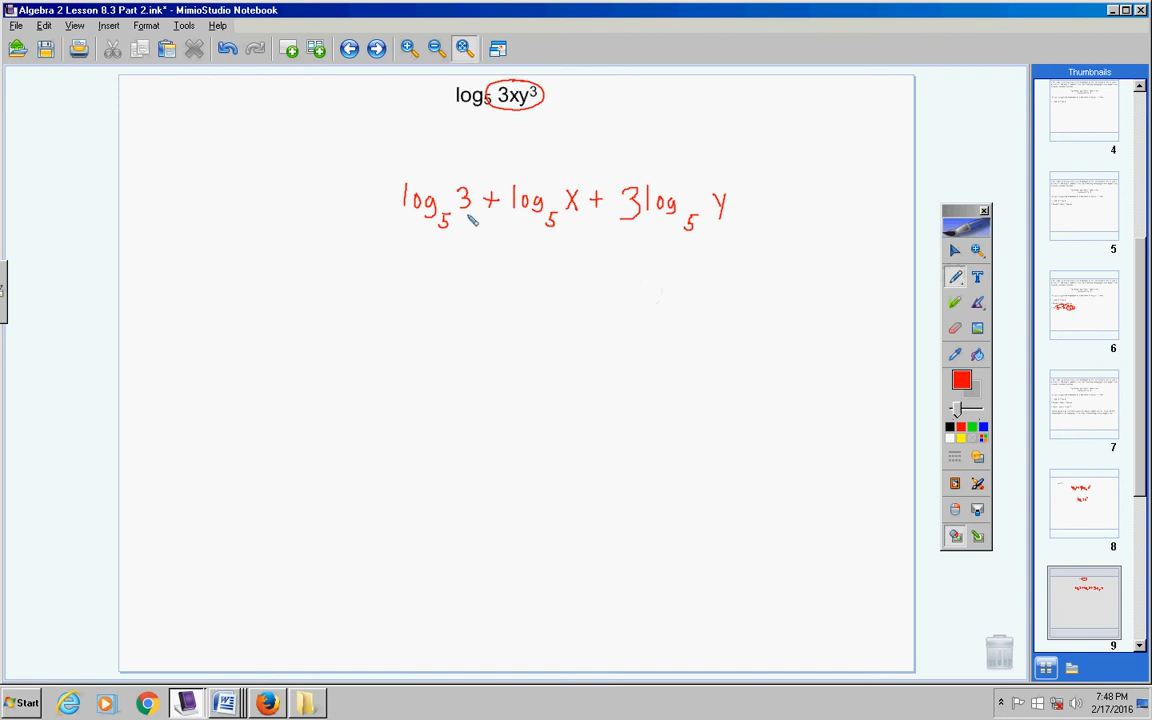 Algebra 2 Lesson 8.3 Part 2.ink* - MimioStudio Notebook
File Edit View Insert Format Tools Help
Thumbnails
log₅ 3xy³
log₅ 3 + log₅ x + 3log₅ y
4
5
6
7
8
9
T
Start
7:48 PM
2/17/2016